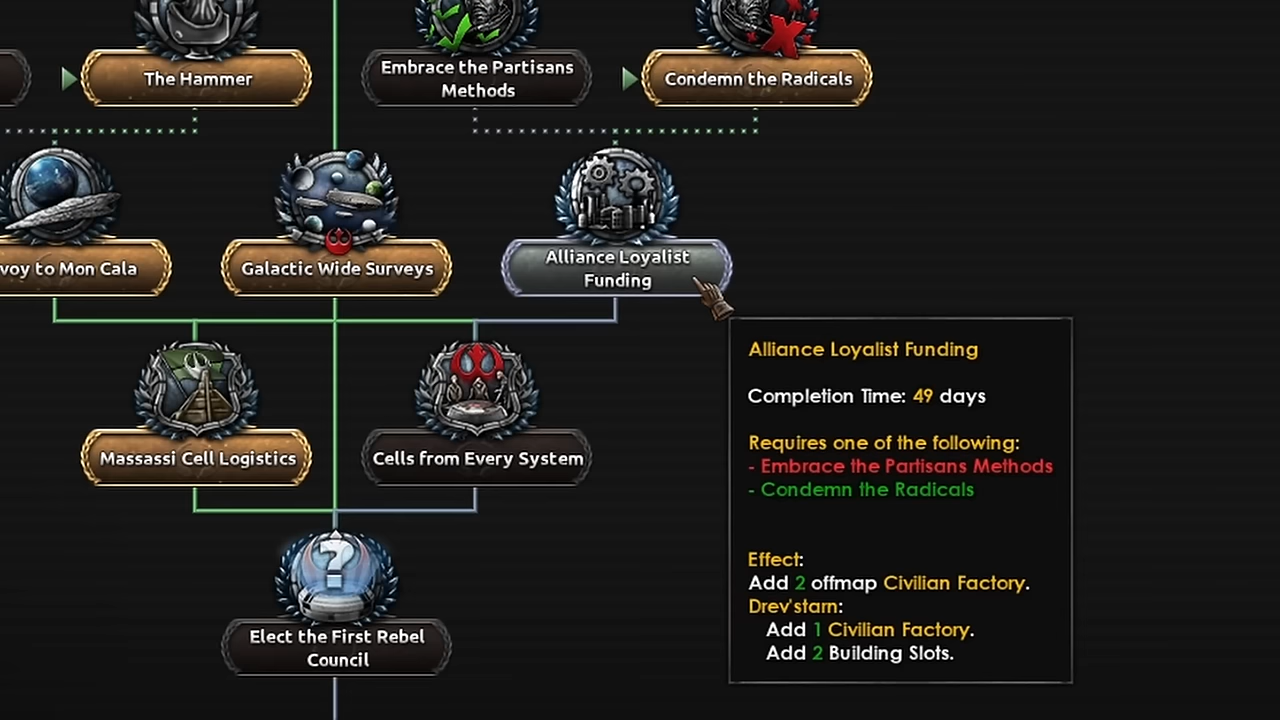 The Hammer
Embrace the Partisans
Methods
Condemn the Radicals
voy to Mon Cala
Galactic Wide Surveys
Alliance Loyalist
Funding
Massassi Cell Logistics
Cells from Every System
Elect the First Rebel
Council
Alliance Loyalist Funding
Completion Time: 49 days
Requires one of the following:
- Embrace the Partisans Methods
- Condemn the Radicals
Effect:
Add 2 offmap Civilian Factory.
Drev'starn:
Add 1 Civilian Factory.
Add 2 Building Slots.